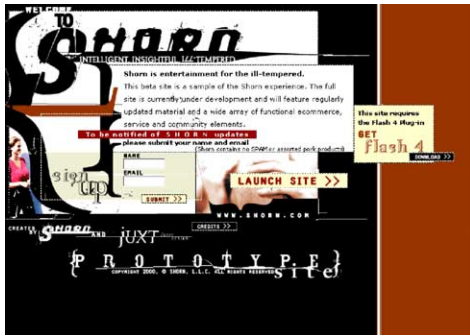 WELCOME
TO
SHORN
INTELLIGENT, INSIGHTFUL, ILL-TEMPERED
Shorn is entertainment for the ill-tempered.
This beta site is a sample of the Shorn experience. The full
site is currently under development and will feature regularly
updated material and a wide array of functional ecommerce,
service and community elements.
To be notified of S H O R N updates
please submit your name and email
(Shorn contains no SPAM or assorted pork products)
NAME
EMAIL
sign up
SUBMIT >>
LAUNCH SITE >>
This site requires
the Flash 4 Plug-in
GET
Flash 4
DOWNLOAD >>
WWW.SHORN.COM
CREDITS >>
CREATED BY
SHORN
AND
JUXT
{PROTOTYPE}
site}
COPYRIGHT 2000, © SHORN, L.L.C. ALL RIGHTS RESERVED